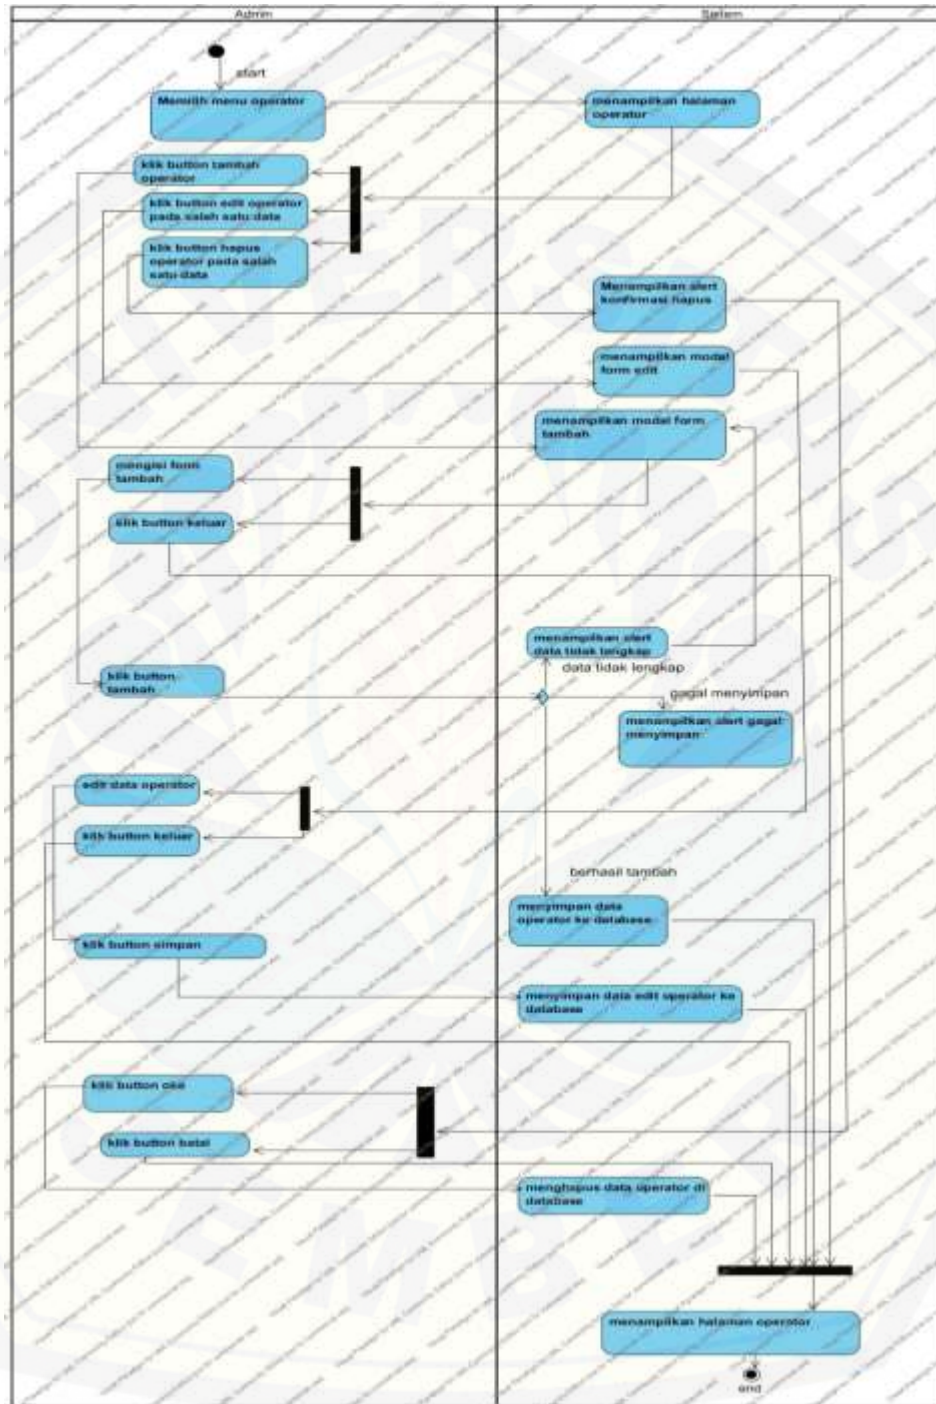 Admin
Sistem
start
Memilih menu operator
menampilkan halaman
operator
klik button tambah
operator
klik button edit operator
pada salah satu data
klik button hapus
operator pada salah
satu data
Menampilkan alert
konfirmasi hapus
menampilkan modal
form edit
menampilkan modal form
tambah
mengisi form
tambah
klik button keluar
menampilkan alert
data tidak lengkap
data tidak lengkap
klik button
tambah
gagal menyimpan
menampilkan alert gagal
menyimpan
edit data operator
klik button keluar
berhasil tambah
menyimpan data
operator ke database
klik button simpan
menyimpan data edit operator ke
database
klik button oke
klik button batal
menghapus data operator di
database
menampilkan halaman operator
end